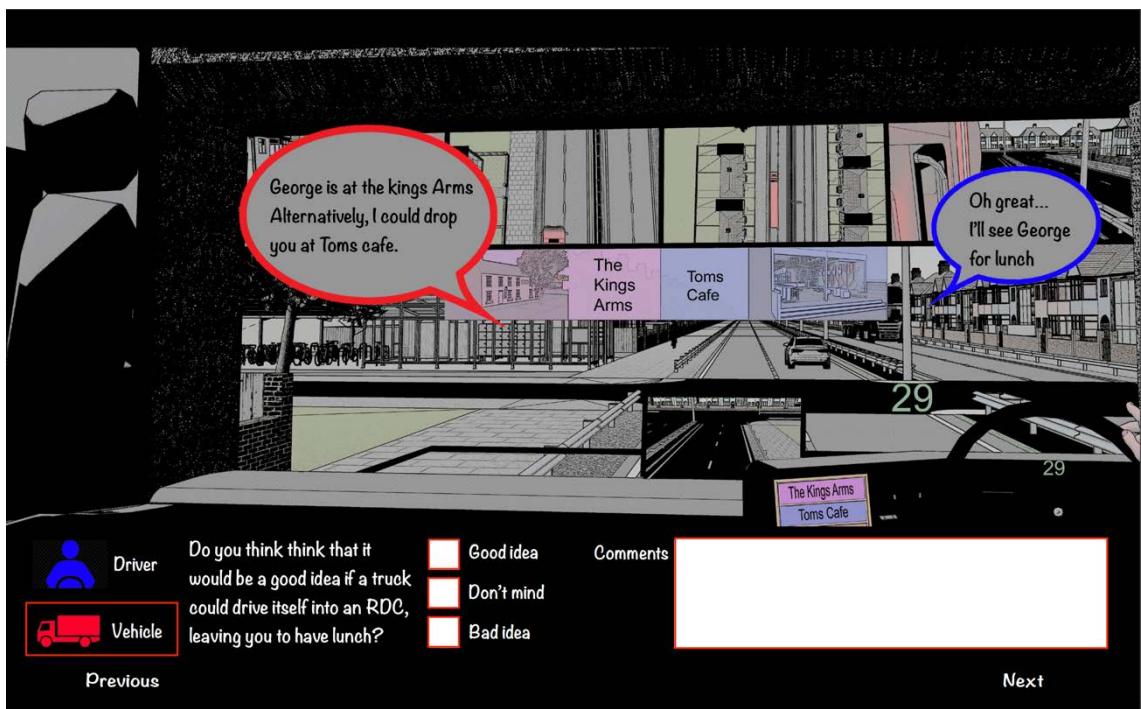 George is at the kings Arms
Alternatively, I could drop
you at Toms cafe.
Oh great...
I'll see George
for lunch
The
Kings
Arms
Toms
Cafe
29
29
The Kings Arms
Toms Cafe
Driver
Vehicle
Do you think think that it
would be a good idea if a truck
could drive itself into an RDC,
leaving you to have lunch?
Good idea
Don't mind
Bad idea
Comments
Previous
Next